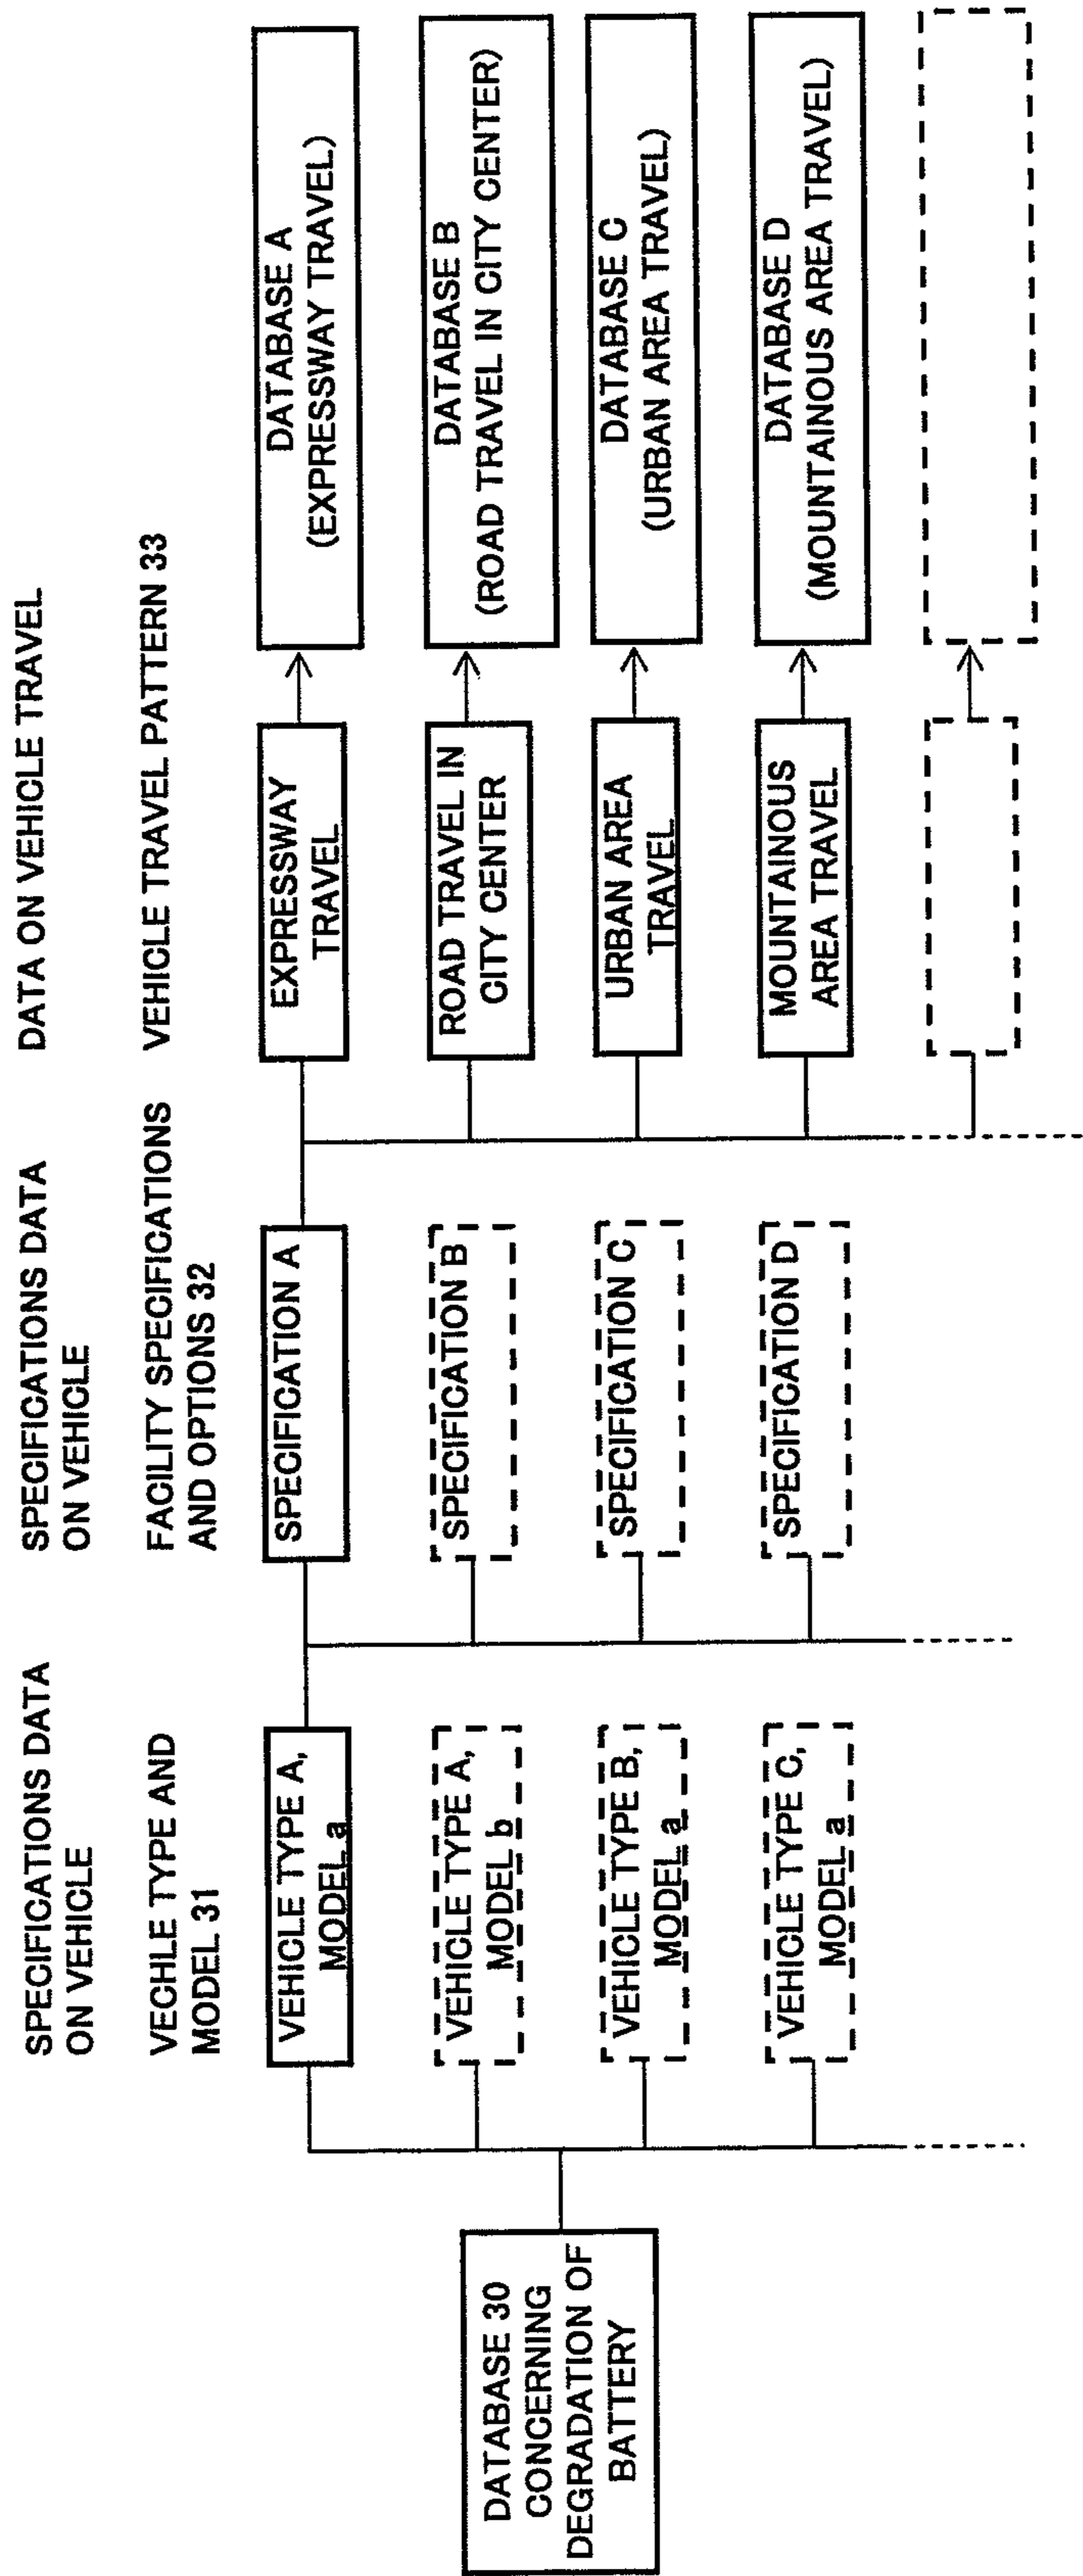 SPECIFICATIONS DATA
ON VEHICLE
SPECIFICATIONS DATA
ON VEHICLE
DATA ON VEHICLE TRAVEL
VECHLE TYPE AND
MODEL 31
FACILITY SPECIFICATIONS
AND OPTIONS 32
VEHICLE TRAVEL PATTERN 33
DATABASE 30
CONCERNING
DEGRADATION OF
BATTERY
VEHICLE TYPE A,
MODEL a
VEHICLE TYPE A,
MODEL b
VEHICLE TYPE B,
MODEL a
VEHICLE TYPE C,
MODEL a
SPECIFICATION A
SPECIFICATION B
SPECIFICATION C
SPECIFICATION D
EXPRESSWAY
TRAVEL
ROAD TRAVEL IN
CITY CENTER
URBAN AREA
TRAVEL
MOUNTAINOUS
AREA TRAVEL
DATABASE A
(EXPRESSWAY TRAVEL)
DATABASE B
(ROAD TRAVEL IN CITY CENTER)
DATABASE C
(URBAN AREA TRAVEL)
DATABASE D
(MOUNTAINOUS AREA TRAVEL)